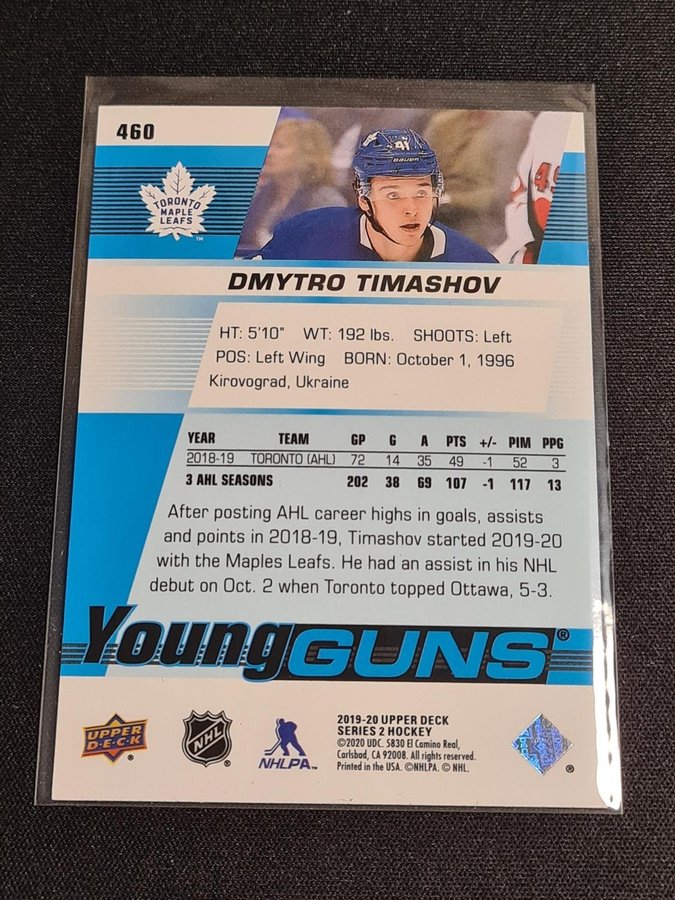 460
TORONTO
MAPLE
LEAFS
TM
41
BAUER
DMYTRO TIMASHOV
HT: 5'10" WT: 192 lbs. SHOOTS: Left
POS: Left Wing BORN: October 1, 1996
Kirovograd, Ukraine
YEAR TEAM GP G A PTS +/- PIM PPG
2018-19 TORONTO (AHL) 72 14 35 49 -1 52 3
3 AHL SEASONS 202 38 69 107 -1 117 13
After posting AHL career highs in goals, assists
and points in 2018-19, Timashov started 2019-20
with the Maples Leafs. He had an assist in his NHL
debut on Oct. 2 when Toronto topped Ottawa, 5-3.
Young GUNS®
UPPER
D·E·C·K
®
NHL
®
NHLPA™
2019-20 UPPER DECK
SERIES 2 HOCKEY
©2020 UDC. 5830 El Camino Real,
Carlsbad, CA 92008. All rights reserved.
Printed in the USA. ©NHLPA. © NHL.
®